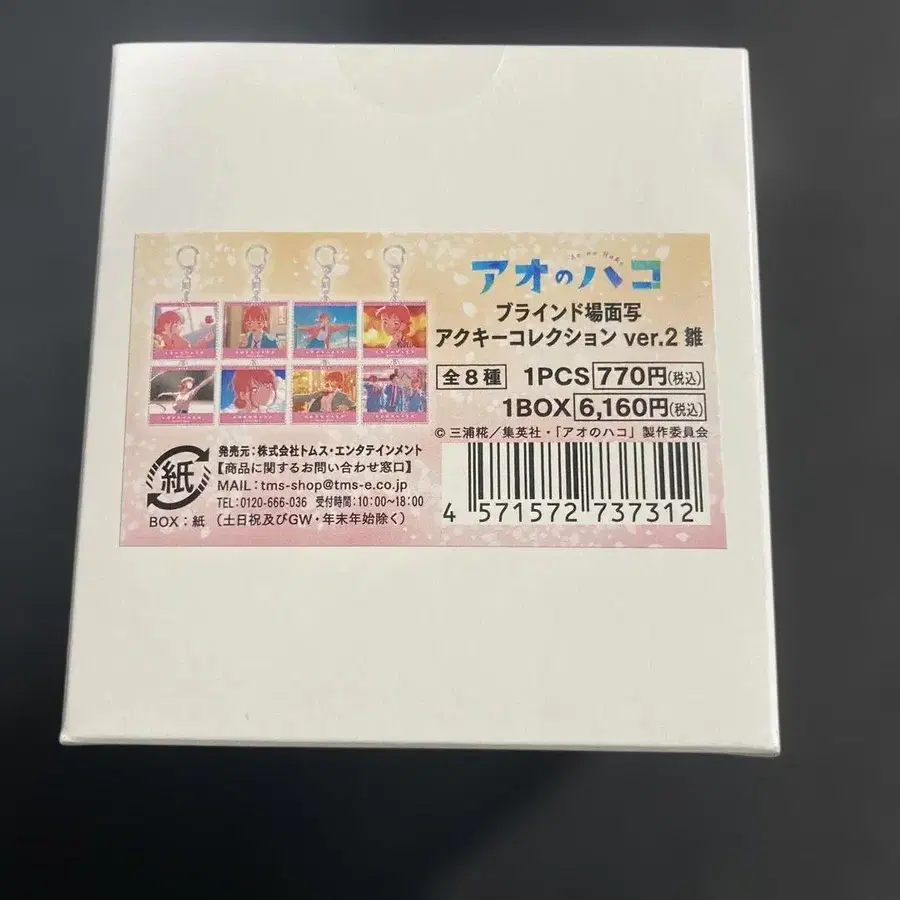 Ao no Hako
アオのハコ
ブラインド場面写
アクキーコレクション ver.2 雛
全8種 1PCS 770円(税込)
1BOX 6,160円(税込)
© 三浦糀／集英社・「アオのハコ」製作委員会
紙
BOX：紙
発売元：株式会社トムス・エンタテインメント
【商品に関するお問い合わせ窓口】
MAIL：tms-shop@tms-e.co.jp
TEL：0120-666-036 受付時間：10:00〜18:00
（土日祝及びGW・年末年始除く）
4 571572 737312